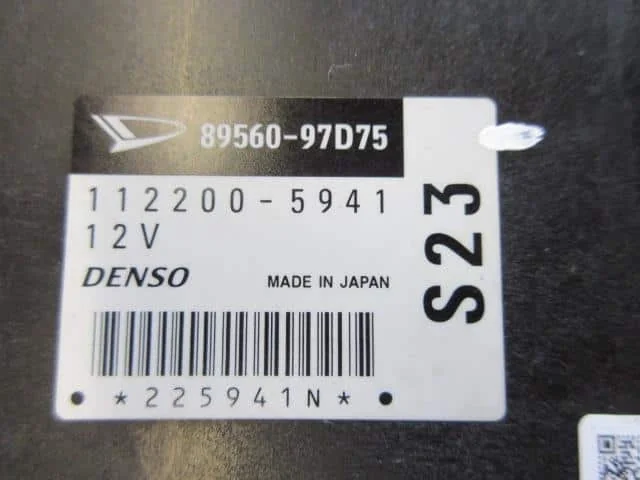 89560-97D75
112200-5941
12V
DENSO MADE IN JAPAN
*225941N*
S23